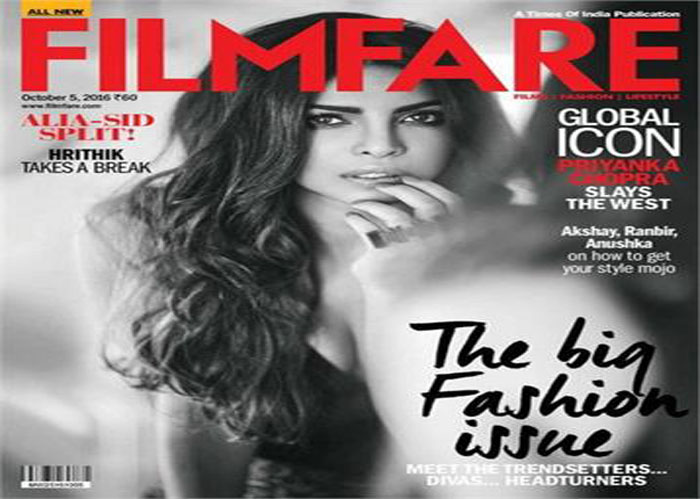 ALL NEW
A Times Of India Publication
FILMFARE
October 5, 2016 ₹60
www.filmfare.com
FILMS | FASHION | LIFESTYLE
ALIA-SID
SPLIT!
HRITHIK
TAKES A BREAK
GLOBAL
ICON
PRIYANKA
CHOPRA
SLAYS
THE WEST
Akshay, Ranbir,
Anushka
on how to get
your style mojo
The big
Fashion
issue
MEET THE TRENDSETTERS...
DIVAS... HEADTURNERS